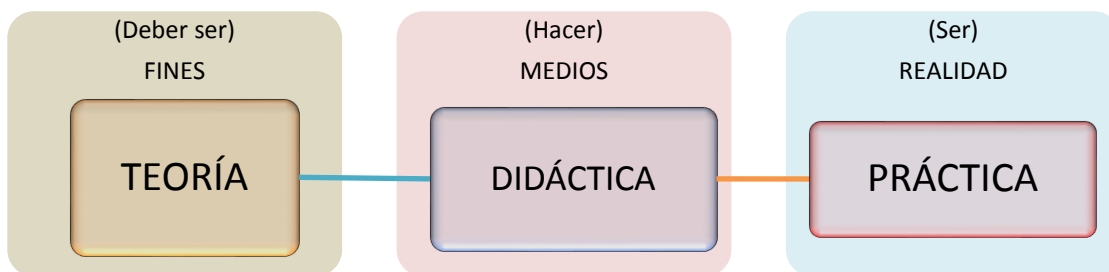 (Deber ser)
FINES
TEORÍA
(Hacer)
MEDIOS
DIDÁCTICA
(Ser)
REALIDAD
PRÁCTICA